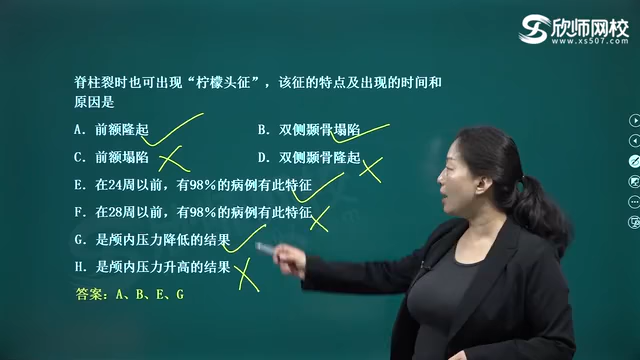 欣师网校
www.xs507.com
脊柱裂时也可出现“柠檬头征”，该征的特点及出现的时间和
原因是
A. 前额隆起
B. 双侧颞骨塌陷
C. 前额塌陷
D. 双侧颞骨隆起
E. 在24周以前，有98%的病例有此特征
F. 在28周以前，有98%的病例有此特征
G. 是颅内压力降低的结果
H. 是颅内压力升高的结果
答案：A、B、E、G